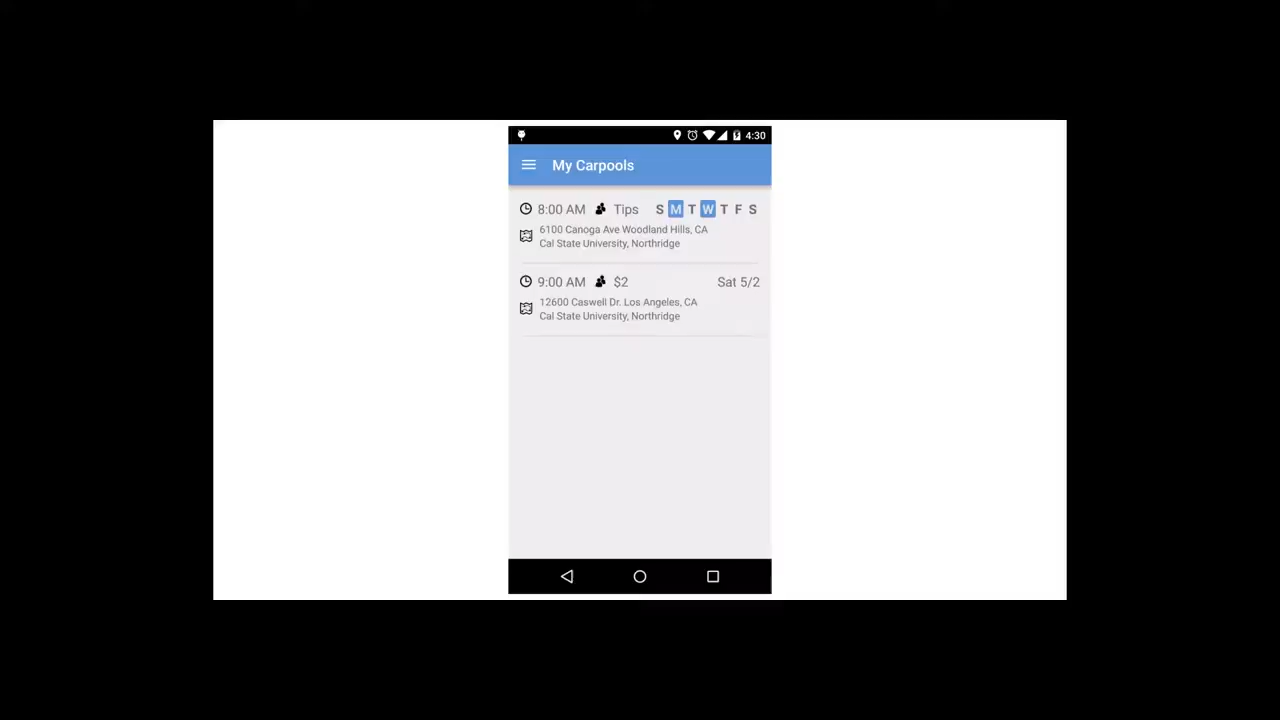 4:30
My Carpools
8:00 AM Tips S M T W T F S
6100 Canoga Ave Woodland Hills, CA
Cal State University, Northridge
9:00 AM $2 Sat 5/2
12600 Caswell Dr. Los Angeles, CA
Cal State University, Northridge